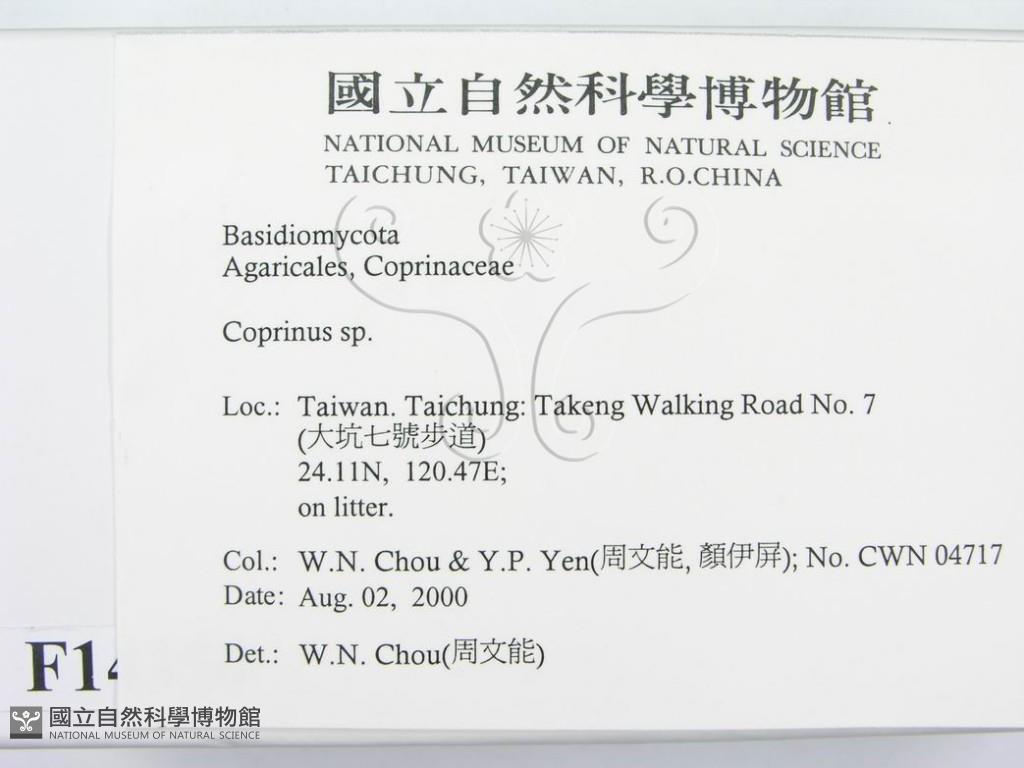 國立自然科學博物館
NATIONAL MUSEUM OF NATURAL SCIENCE
TAICHUNG, TAIWAN, R.O.CHINA
Basidiomycota
Agaricales, Coprinaceae
Coprinus sp.
Loc.: Taiwan. Taichung: Takeng Walking Road No. 7
(大坑七號步道)
24.11N, 120.47E;
on litter.
Col.: W.N. Chou & Y.P. Yen(周文能, 顏伊屏); No. CWN 04717
Date: Aug. 02, 2000
Det.: W.N. Chou(周文能)
F14
國立自然科學博物館
NATIONAL MUSEUM OF NATURAL SCIENCE